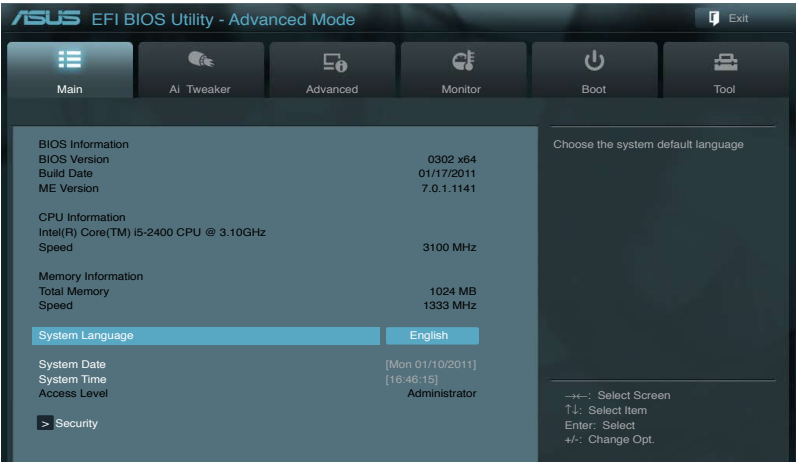 ASUS EFI BIOS Utility - Advanced Mode
Exit
Main
Ai Tweaker
Advanced
Monitor
Boot
Tool
BIOS Information
BIOS Version 0302 x64
Build Date 01/17/2011
ME Version 7.0.1.1141
CPU Information
Intel(R) Core(TM) i5-2400 CPU @ 3.10GHz
Speed 3100 MHz
Memory Information
Total Memory 1024 MB
Speed 1333 MHz
System Language English
System Date [Mon 01/10/2011]
System Time [16:46:15]
Access Level Administrator
> Security
Choose the system default language
→←: Select Screen
↑↓: Select Item
Enter: Select
+/-: Change Opt.